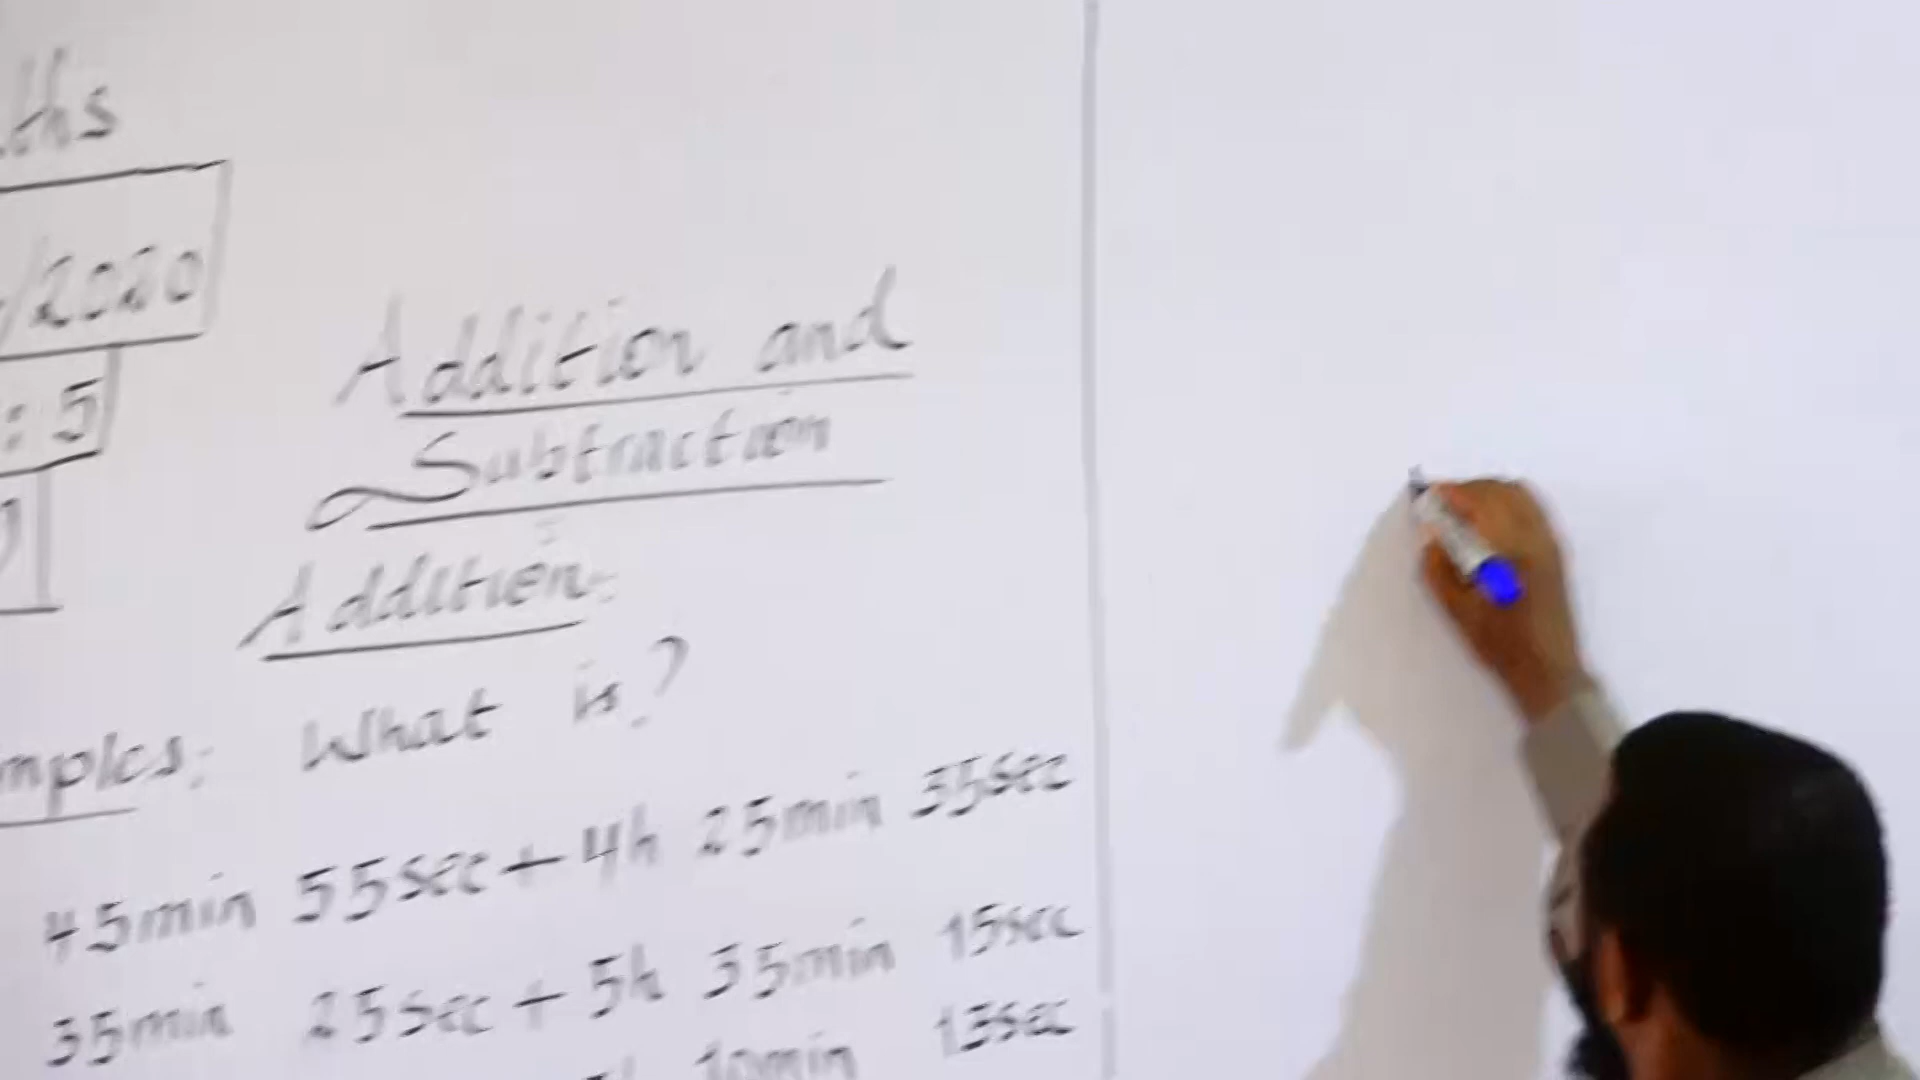 ths
/2020
: 5
Addition and
Subtraction
Addition:
mples: What is?
45min 55sec + 4h 25min 35sec
35min 25sec + 5h 35min 15sec
10min 13sec